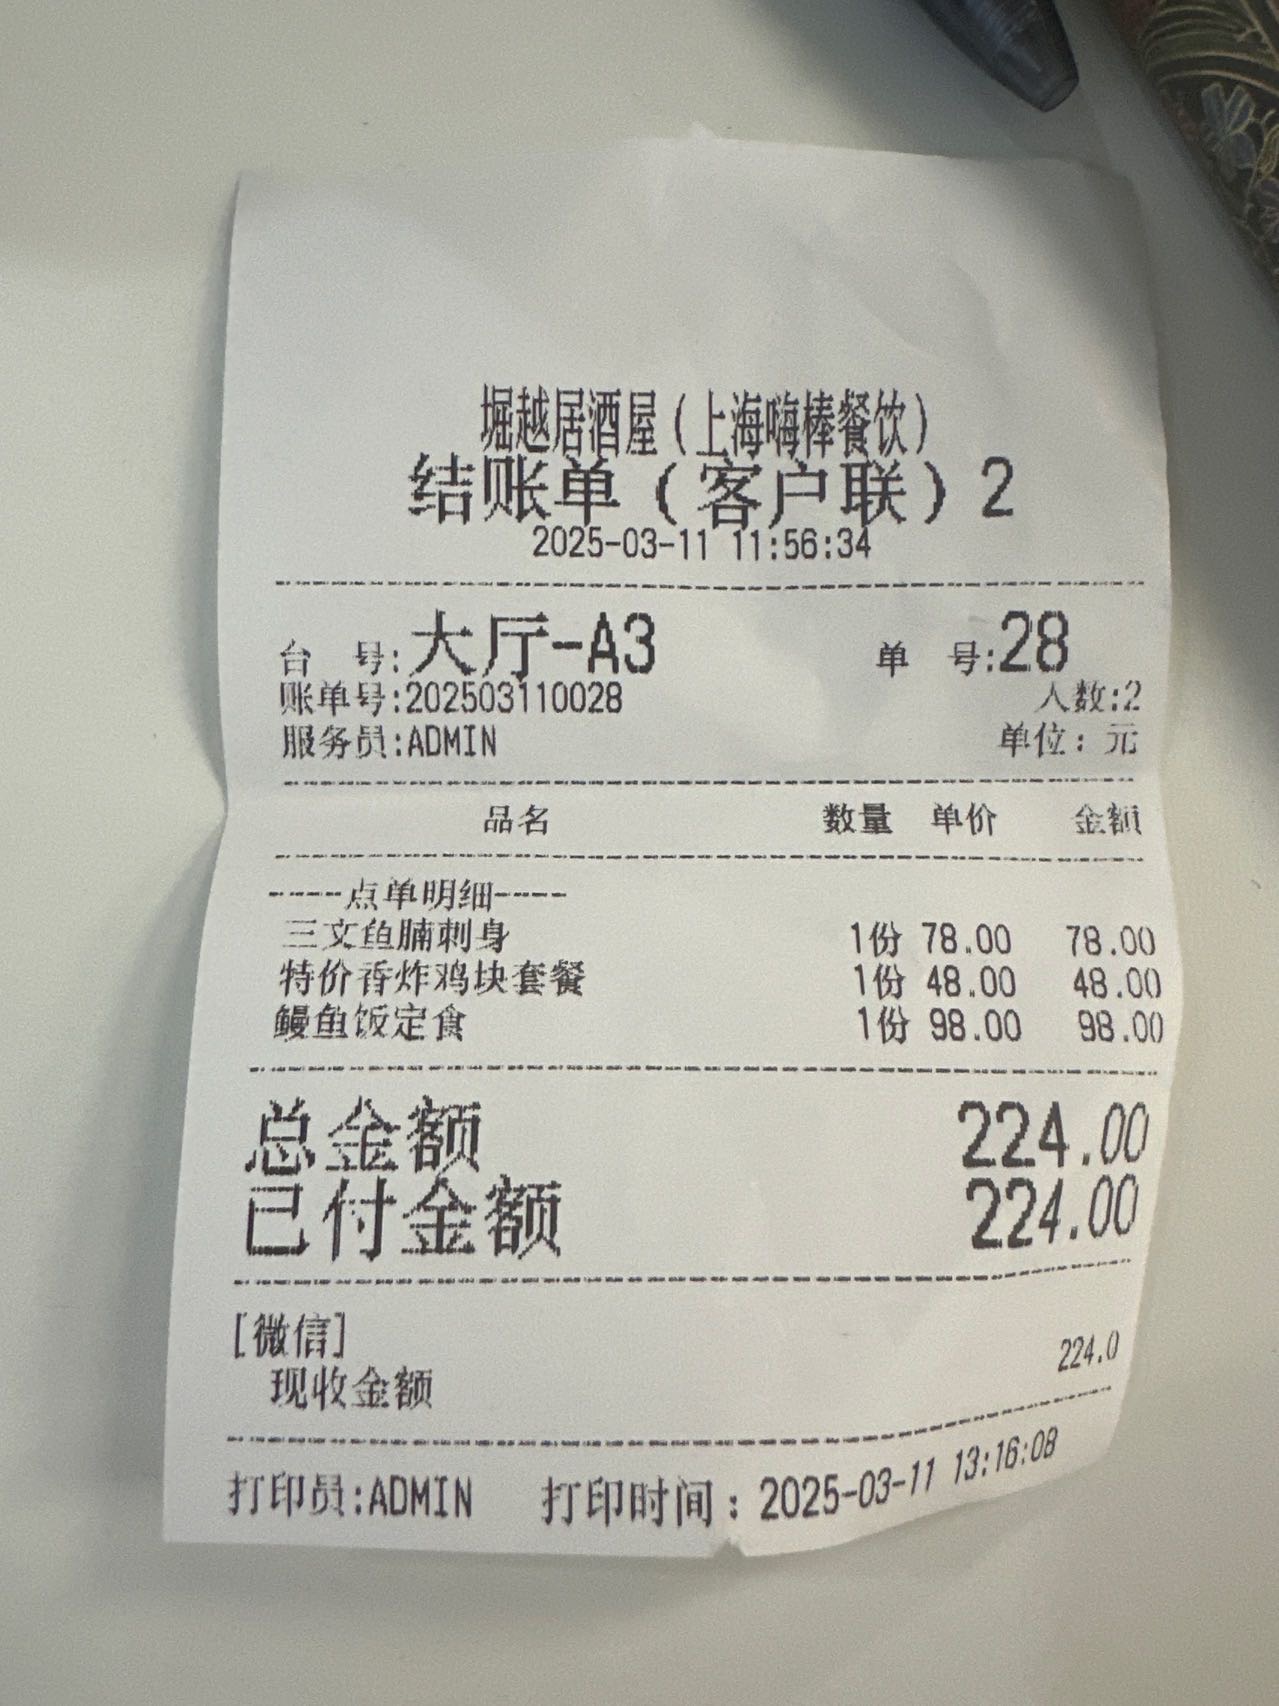 堀越居酒屋(上海嗨棒餐饮)
结账单(客户联)2
2025-03-11 11:56:34
台 号:大厅-A3 单 号:28
账单号:202503110028 人数:2
服务员:ADMIN 单位:元
品名 数量 单价 金额
-----点单明细-----
三文鱼腩刺身 1份 78.00 78.00
特价香炸鸡块套餐 1份 48.00 48.00
鳗鱼饭定食 1份 98.00 98.00
总金额 224.00
已付金额 224.00
[微信]
现收金额 224.0
打印员:ADMIN 打印时间:2025-03-11 13:16:08